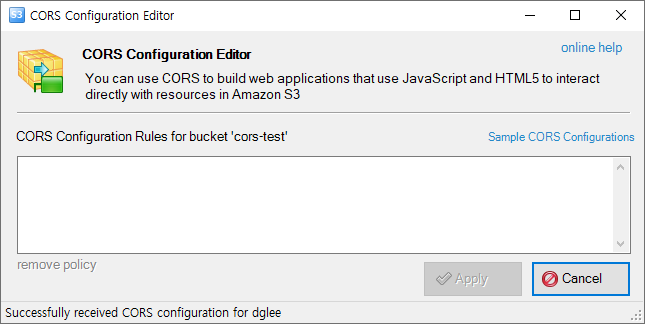 S3 CORS Configuration Editor
online help
CORS Configuration Editor
You can use CORS to build web applications that use JavaScript and HTML5 to interact
directly with resources in Amazon S3
CORS Configuration Rules for bucket 'cors-test'
Sample CORS Configurations
remove policy
Apply
Cancel
Successfully received CORS configuration for dglee